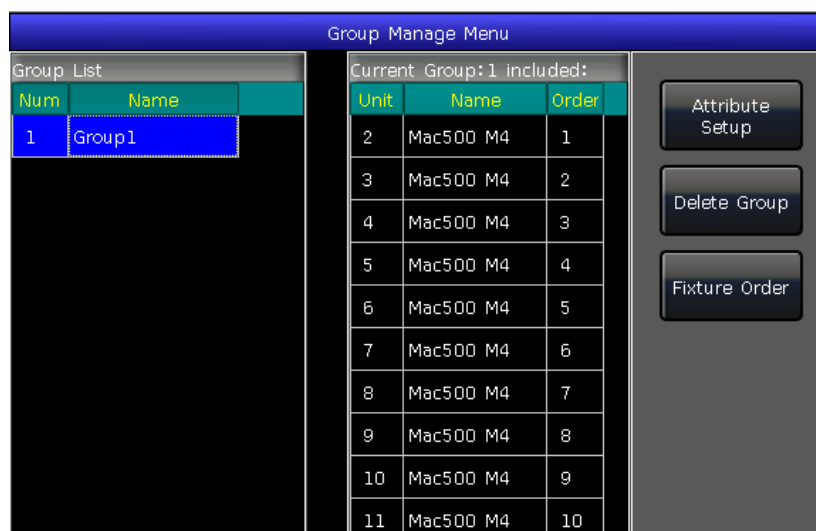 Group Manage Menu
Group List
Num Name
1 Group1
Current Group:1 included:
Unit Name Order
2 Mac500 M4 1
3 Mac500 M4 2
4 Mac500 M4 3
5 Mac500 M4 4
6 Mac500 M4 5
7 Mac500 M4 6
8 Mac500 M4 7
9 Mac500 M4 8
10 Mac500 M4 9
11 Mac500 M4 10
Attribute
Setup
Delete Group
Fixture Order